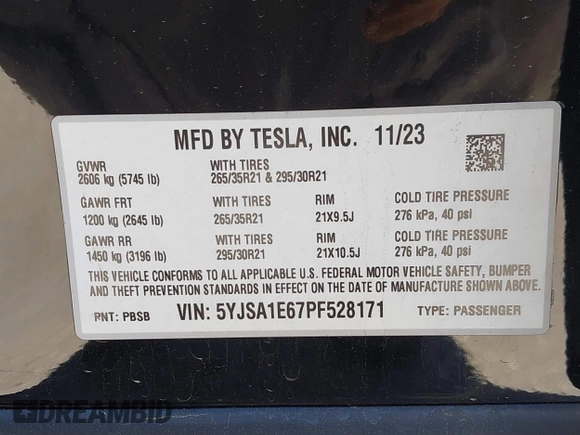 MFD BY TESLA, INC. 11/23
GVWR WITH TIRES
2606 kg (5745 lb) 265/35R21 & 295/30R21
GAWR FRT WITH TIRES RIM COLD TIRE PRESSURE
1200 kg (2645 lb) 265/35R21 21X9.5J 276 kPa, 40 psi
GAWR RR WITH TIRES RIM COLD TIRE PRESSURE
1450 kg (3196 lb) 295/30R21 21X10.5J 276 kPa, 40 psi
THIS VEHICLE CONFORMS TO ALL APPLICABLE U.S. FEDERAL MOTOR VEHICLE SAFETY, BUMPER
AND THEFT PREVENTION STANDARDS IN EFFECT ON THE DATE OF MANUFACTURE SHOWN ABOVE.
PNT: PBSB VIN: 5YJSA1E67PF528171 TYPE: PASSENGER
DREAMBID